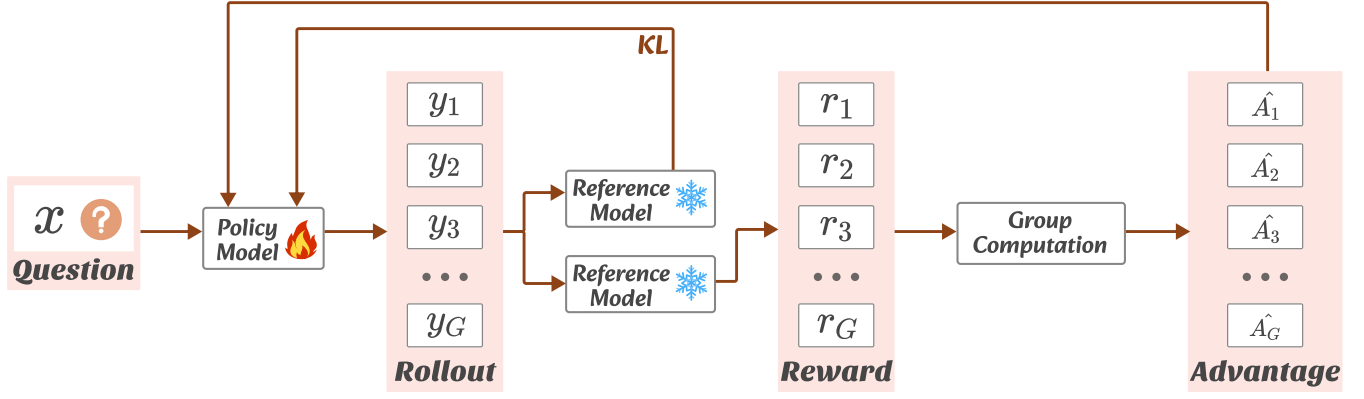 KL
x ?
Question
Policy
Model
y1
y2
y3
...
yG
Rollout
Reference
Model
Reference
Model
r1
r2
r3
...
rG
Reward
Group
Computation
Â1
Â2
Â3
...
ÂG
Advantage